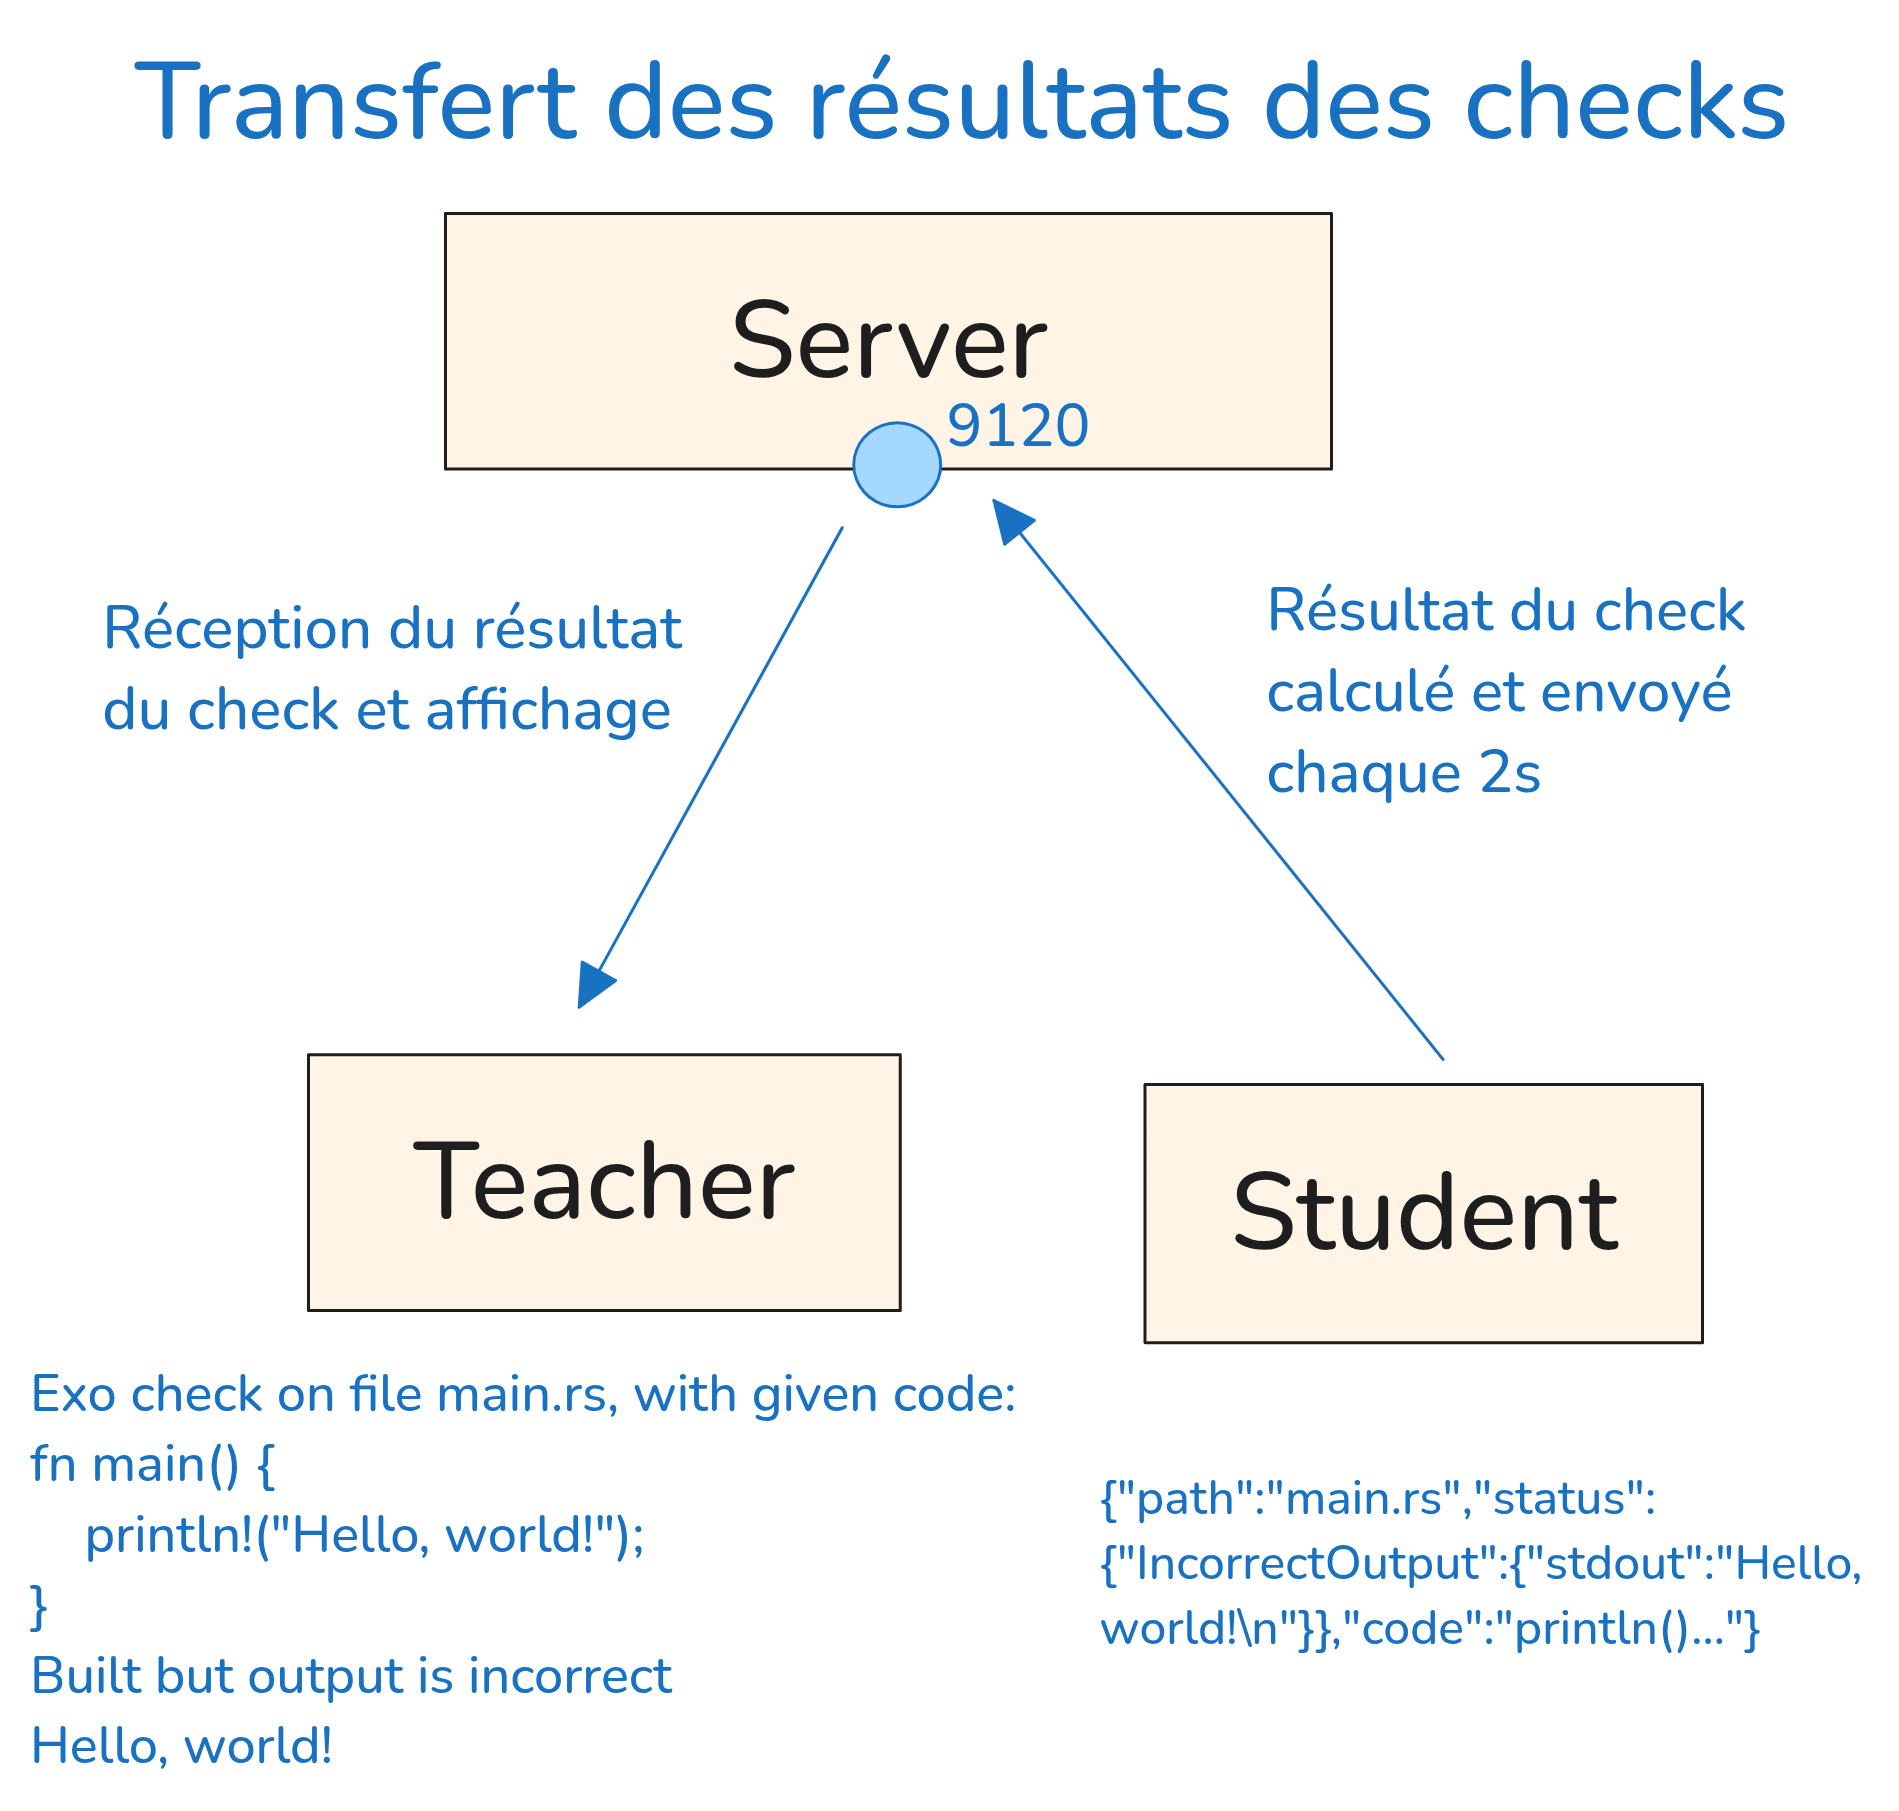 Transfert des résultats des checks
Server
9120
Réception du résultat
du check et affichage
Résultat du check
calculé et envoyé
chaque 2s
Teacher
Student
Exo check on file main.rs, with given code:
fn main() {
    println!("Hello, world!");
}
Built but output is incorrect
Hello, world!
{"path":"main.rs","status":
{"IncorrectOutput":{"stdout":"Hello,
world!\n"}},"code":"println()..."}